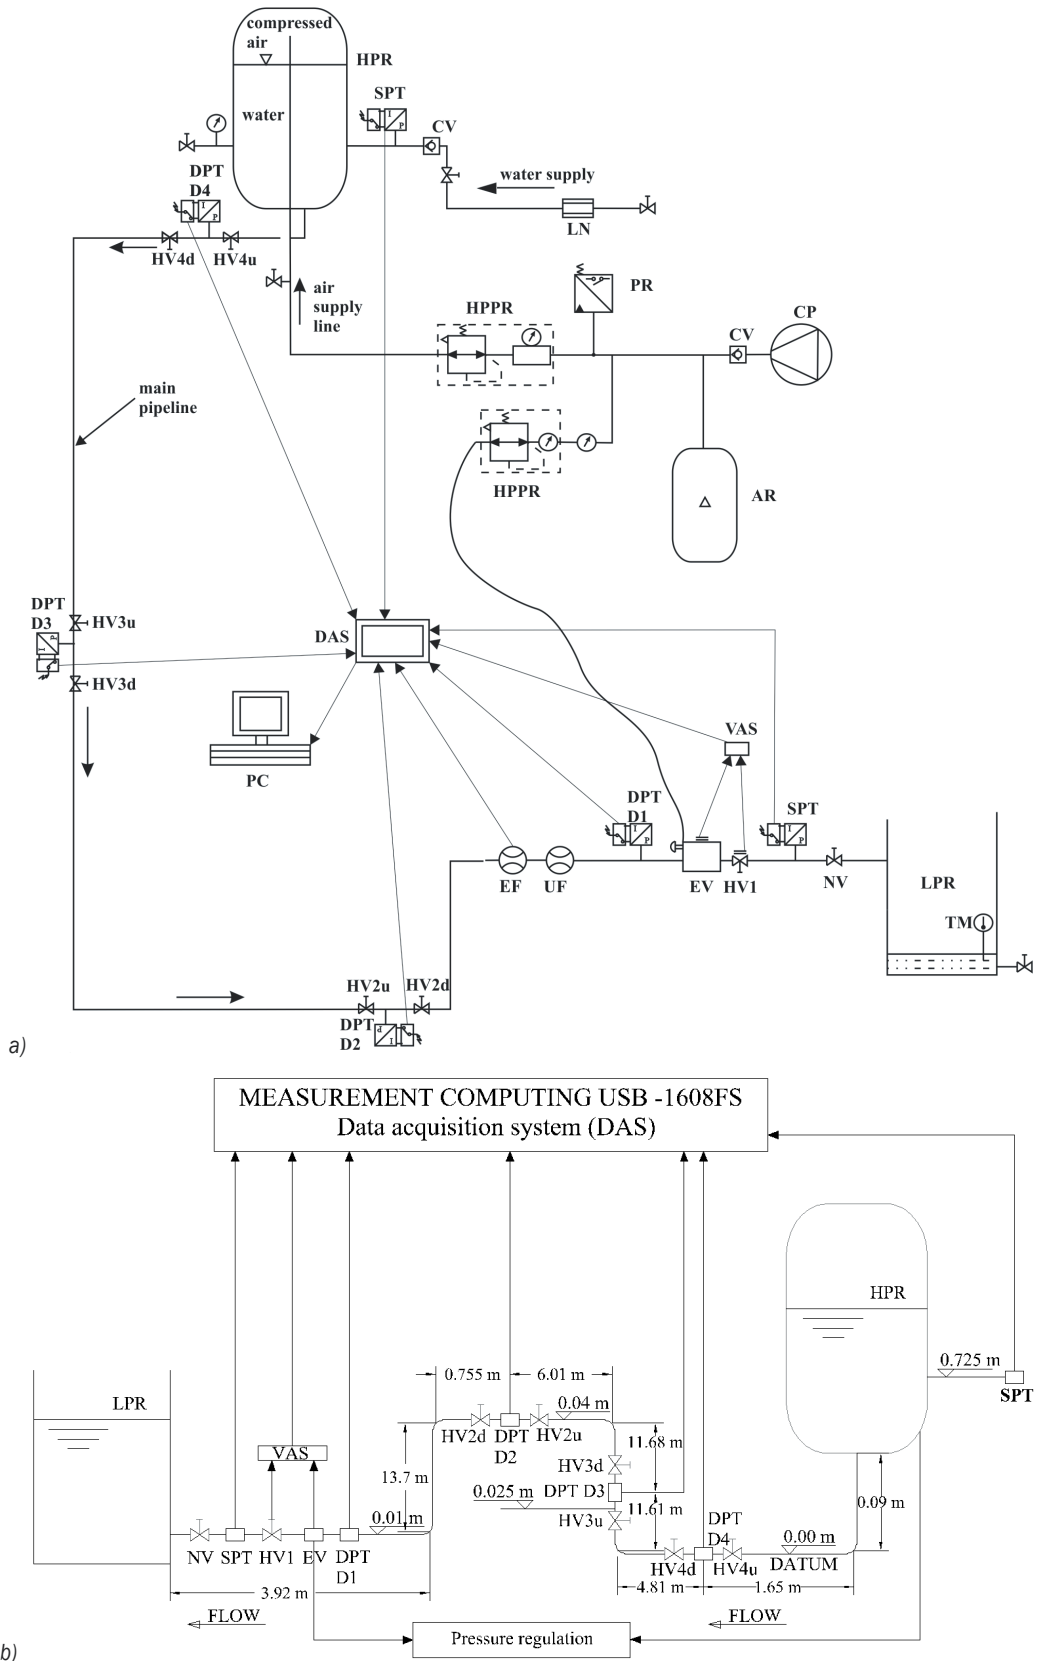 compressed
air
HPR
SPT
water
CV
DPT
D4
water supply
LN
HV4d
HV4u
air
supply
line
PR
HPPR
CP
CV
main
pipeline
HPPR
AR
DPT
D3
HV3u
DAS
HV3d
VAS
PC
DPT
D1
SPT
EF
UF
EV
HV1
NV
LPR
TM
HV2u
HV2d
DPT
D2
I
P
I
P
I
P
I
P
I
P
I
P
a)
MEASUREMENT COMPUTING USB -1608FS
Data acquisition system (DAS)
HPR
0.725 m
SPT
0.755 m
6.01 m
LPR
0.04 m
HV2d
DPT
D2
HV2u
11.68 m
VAS
HV3d
13.7 m
0.025 m
DPT D3
11.61 m
0.09 m
0.01 m
HV3u
DPT
D4
0.00 m
NV
SPT
HV1
EV
DPT
D1
HV4d
HV4u
DATUM
3.92 m
4.81 m
1.65 m
FLOW
FLOW
Pressure regulation
b)